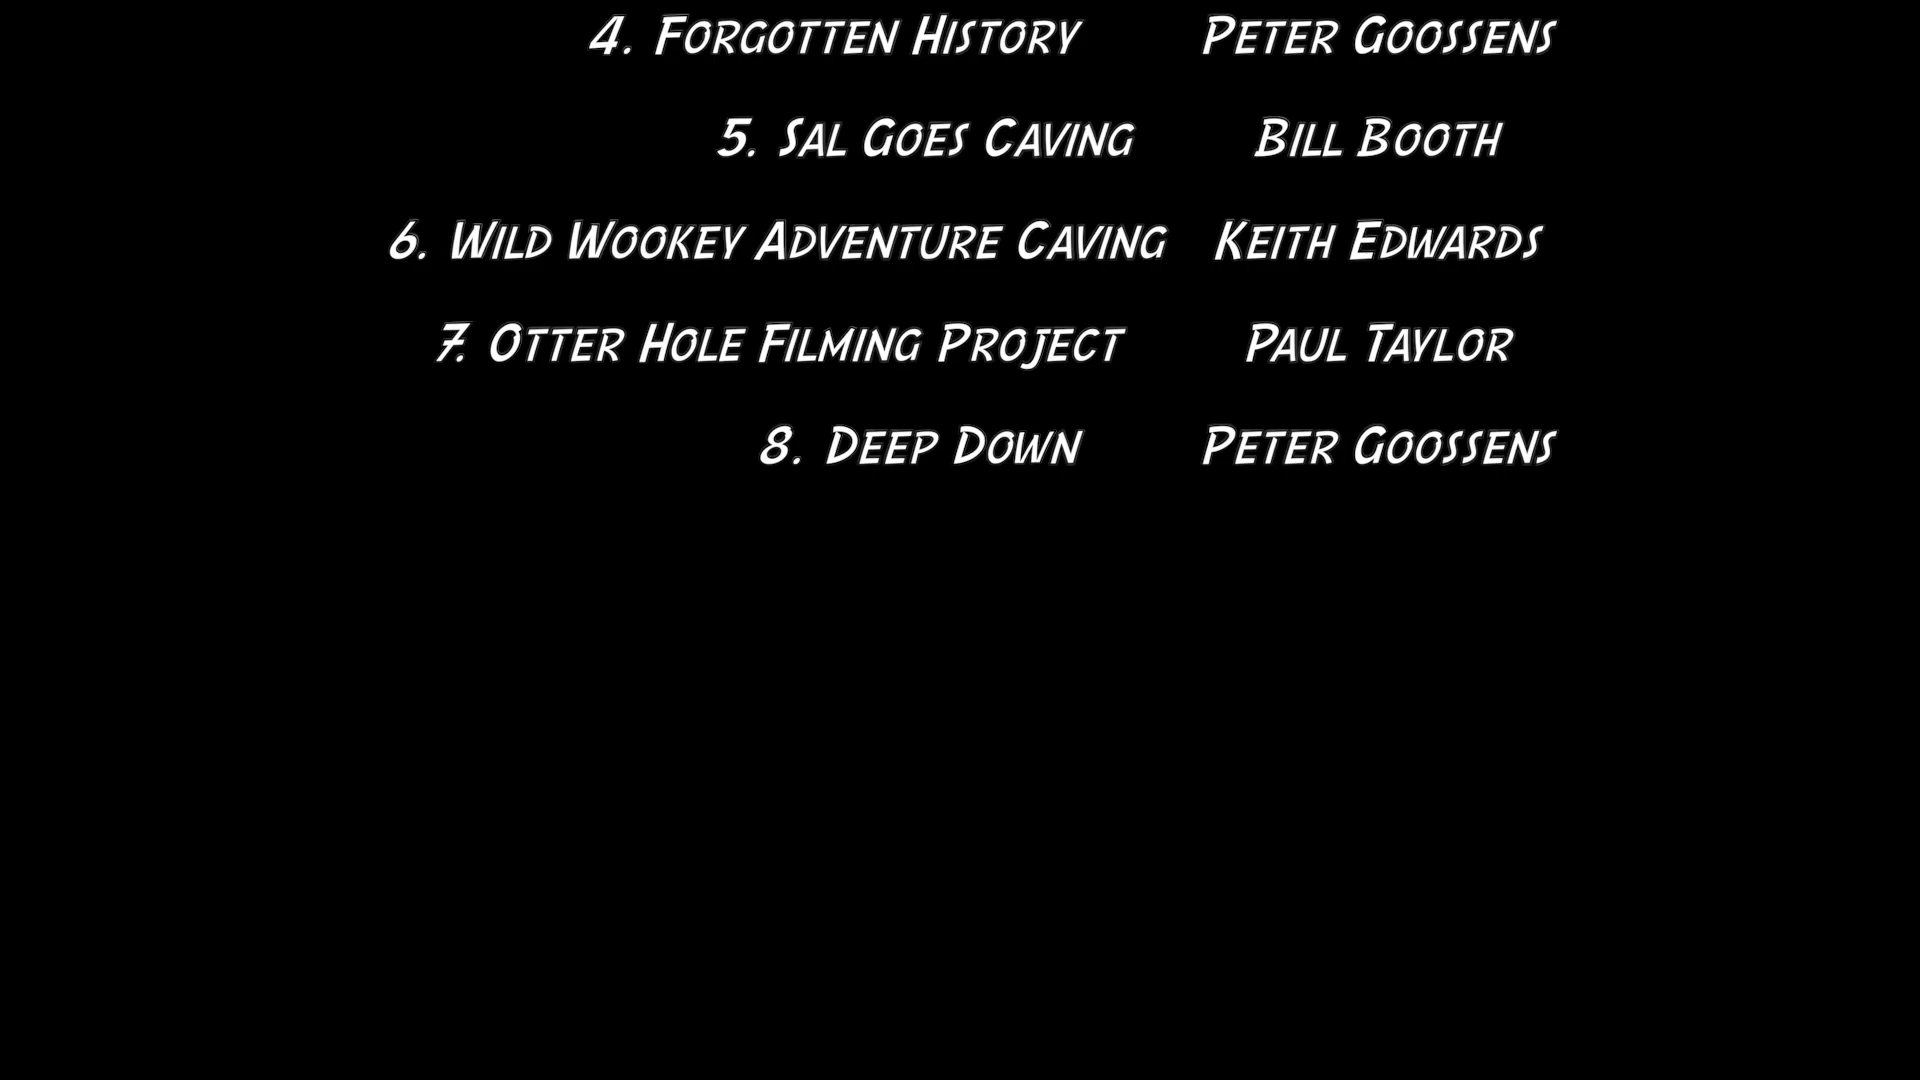 4. Forgotten History Peter Goossens
5. Sal Goes Caving Bill Booth
6. Wild Wookey Adventure Caving Keith Edwards
7. Otter Hole Filming Project Paul Taylor
8. Deep Down Peter Goossens